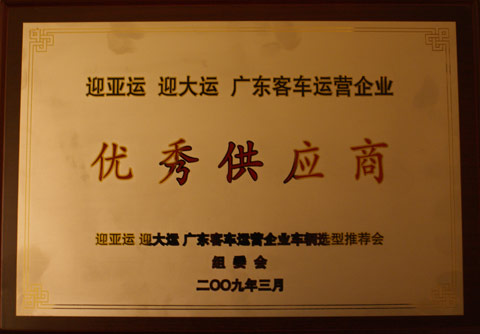 迎亚运 迎大运 广东客车运营企业
优秀供应商
迎亚运 迎大运 广东客车运营企业车辆选型推荐会
组委会
二〇〇九年三月